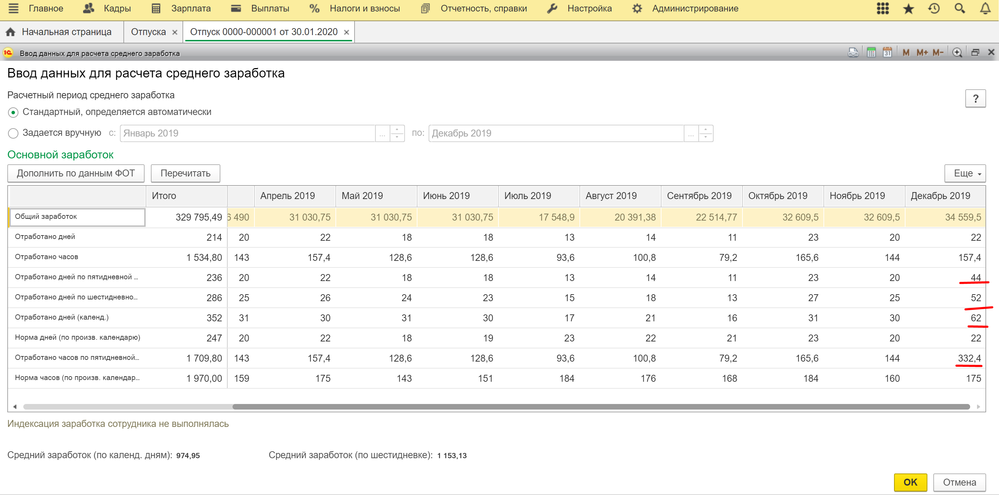 Главное Кадры Зарплата Выплаты % Налоги и взносы Отчетность, справки Настройка Администрирование
Начальная страница Отпуска × Отпуск 0000-000001 от 30.01.2020 ×
1С Ввод данных для расчета среднего заработка 31 M M+ M-
Ввод данных для расчета среднего заработка
Расчетный период среднего заработка
?
Стандартный, определяется автоматически
Задается вручную с: Январь 2019 ... по: Декабрь 2019 ...
Основной заработок
Дополнить по данным ФОТ Перечитать Еще
Итого Апрель 2019 Май 2019 Июнь 2019 Июль 2019 Август 2019 Сентябрь 2019 Октябрь 2019 Ноябрь 2019 Декабрь 2019
Общий заработок 329 795,49 6 490 31 030,75 31 030,75 31 030,75 17 548,9 20 391,38 22 514,77 32 609,5 32 609,5 34 559,5
Отработано дней 214 20 22 18 18 13 14 11 23 20 22
Отработано часов 1 534,80 143 157,4 128,6 128,6 93,6 100,8 79,2 165,6 144 157,4
Отработано дней по пятидневной ... 236 20 22 18 18 13 14 11 23 20 44
Отработано дней по шестидневно... 286 25 26 24 23 15 18 13 27 25 52
Отработано дней (календ.) 352 31 30 31 30 17 21 16 31 30 62
Норма дней (по произв. календарю) 247 20 22 18 19 23 22 21 23 20 22
Отработано часов по пятидневной... 1 709,80 143 157,4 128,6 128,6 93,6 100,8 79,2 165,6 144 332,4
Норма часов (по произв. календар... 1 970,00 159 175 143 151 184 176 168 184 160 175
Индексация заработка сотрудника не выполнялась
Средний заработок (по календ. дням): 974,95 Средний заработок (по шестидневке): 1 153,13
OK Отмена